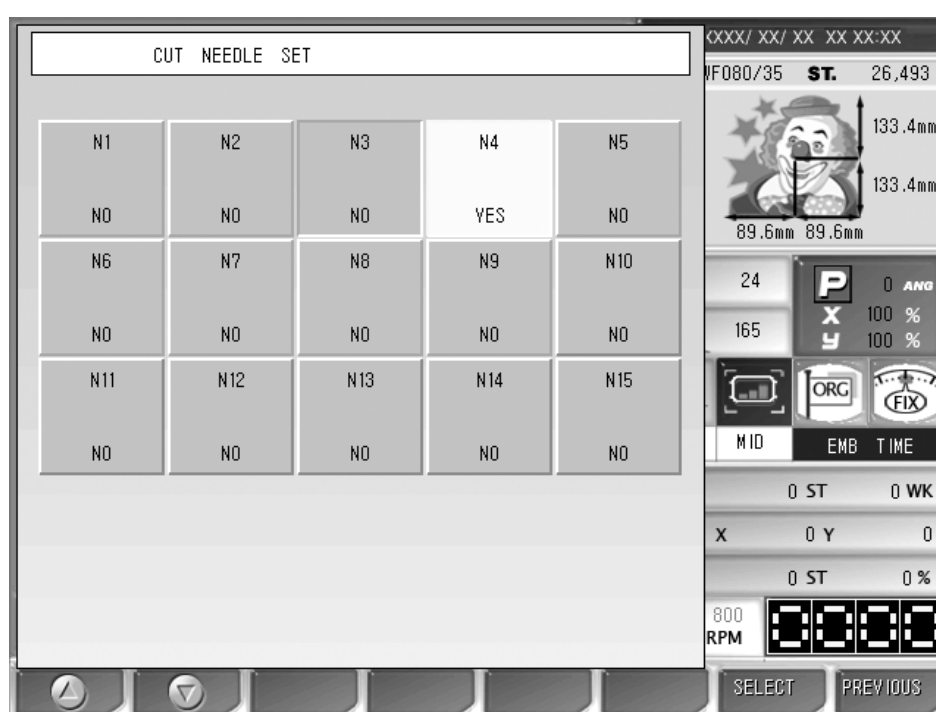 CUT NEEDLE SET
N1 N2 N3 N4 N5
NO NO NO YES NO
N6 N7 N8 N9 N10
NO NO NO NO NO
N11 N12 N13 N14 N15
NO NO NO NO NO
XXXX/ XX/ XX XX XX:XX
WF080/35 ST. 26,493
133.4mm
133.4mm
89.6mm 89.6mm
24
165
P 0 ANG
X 100 %
Y 100 %
ORG
FIX
MID
EMB TIME
0 ST 0 WK
X 0 Y 0
0 ST 0 %
800
RPM
SELECT
PREVIOUS